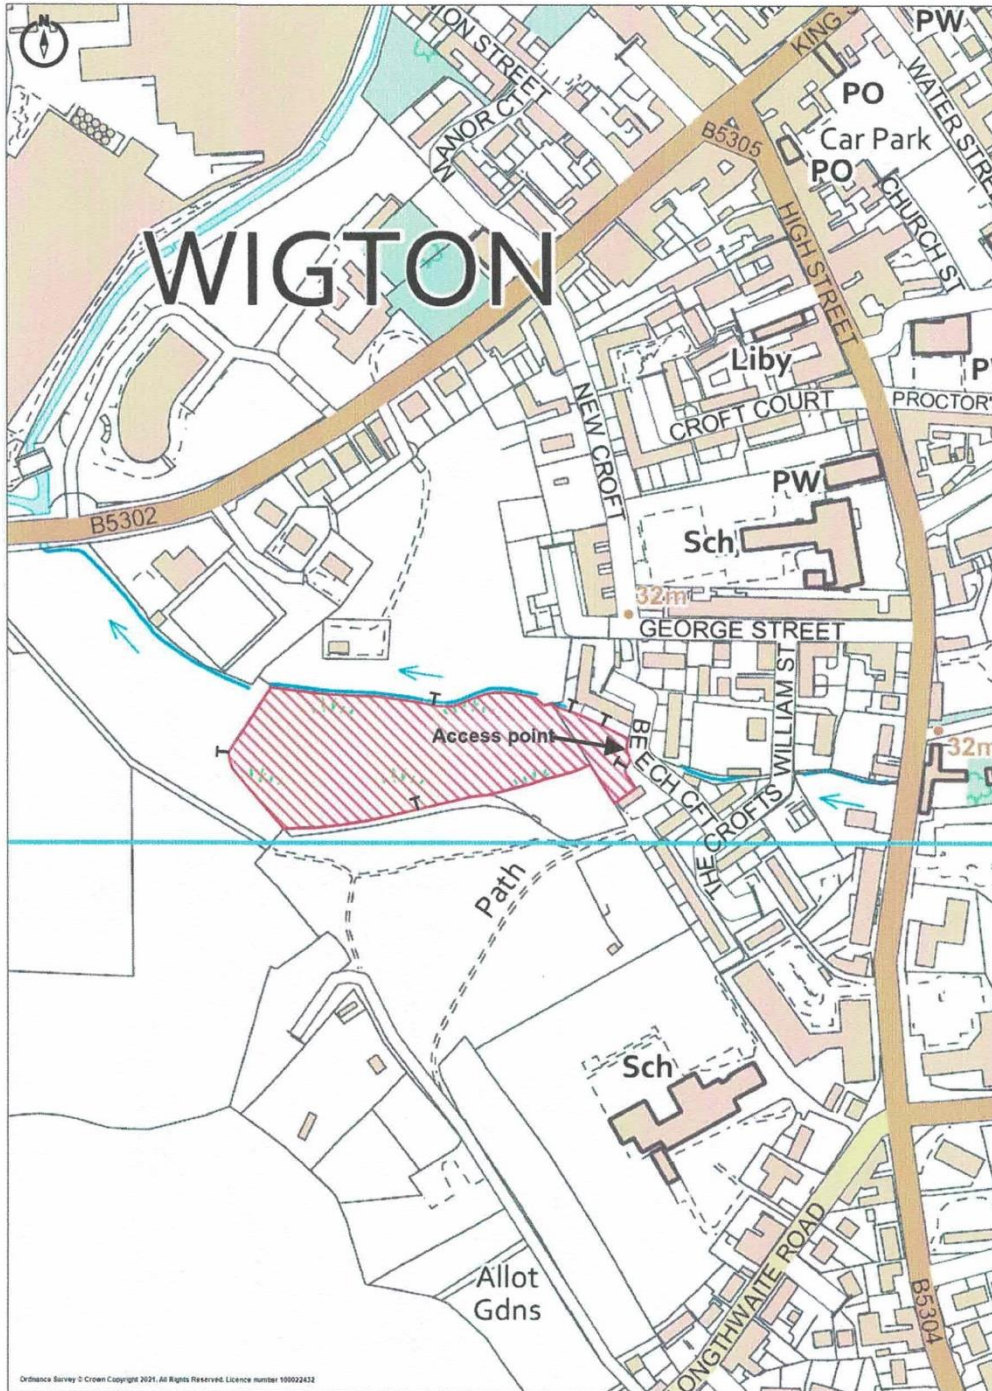 N
ION STREET
KING S
PW
WATER STREET
PO
MANOR CT
B5305
Car Park
PO
CHURCH ST
WIGTON
HIGH STREET
Liby
NEW CROFT
CROFT COURT
PROCTOR'
PW
B5302
Sch
32m
GEORGE STREET
WILLIAM ST
Access point
BEECH CFT
32m
THE CROFTS
Path
Sch
Allot
Gdns
ONGTHWAITE ROAD
B5304
Ordnance Survey © Crown Copyright 2021. All Rights Reserved. Licence number 100022432